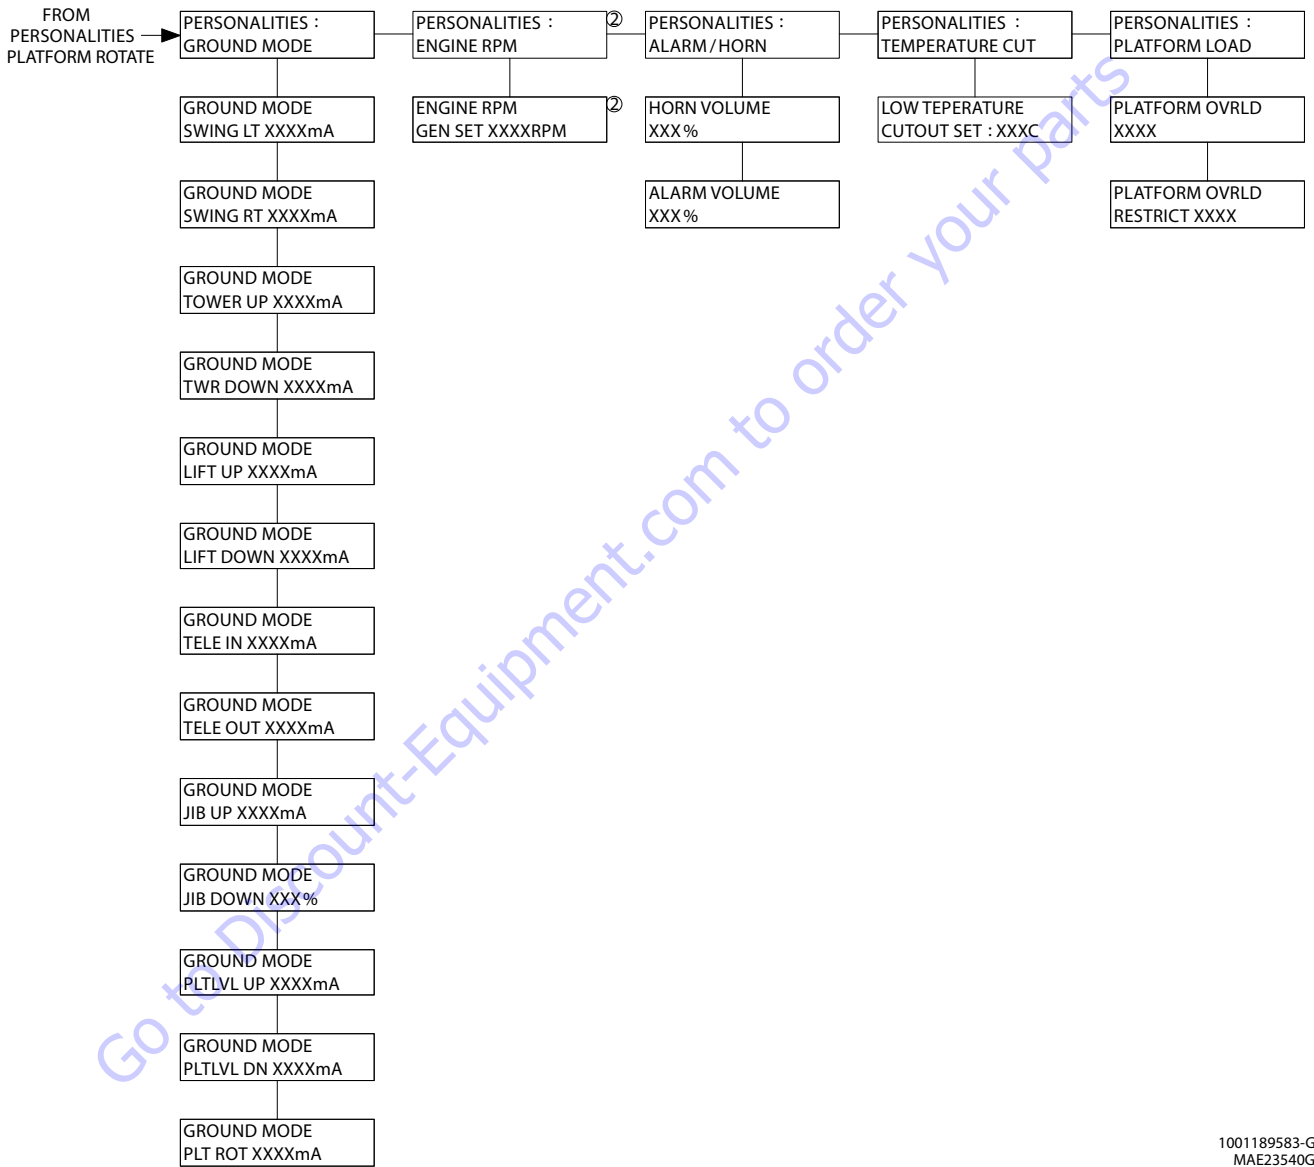 FROM
PERSONALITIES
PLATFORM ROTATE
PERSONALITIES :
GROUND MODE
GROUND MODE
SWING LT XXXXmA
GROUND MODE
SWING RT XXXXmA
GROUND MODE
TOWER UP XXXXmA
GROUND MODE
TWR DOWN XXXXmA
GROUND MODE
LIFT UP XXXXmA
GROUND MODE
LIFT DOWN XXXXmA
GROUND MODE
TELE IN XXXXmA
GROUND MODE
TELE OUT XXXXmA
GROUND MODE
JIB UP XXXXmA
GROUND MODE
JIB DOWN XXX%
GROUND MODE
PLTLVL UP XXXXmA
GROUND MODE
PLTLVL DN XXXXmA
GROUND MODE
PLT ROT XXXXmA
PERSONALITIES : ②
ENGINE RPM
ENGINE RPM ②
GEN SET XXXXRPM
PERSONALITIES :
ALARM/HORN
HORN VOLUME
XXX%
ALARM VOLUME
XXX%
PERSONALITIES :
TEMPERATURE CUT
LOW TEPERATURE
CUTOUT SET : XXXC
PERSONALITIES :
PLATFORM LOAD
PLATFORM OVRLD
XXXX
PLATFORM OVRLD
RESTRICT XXXX
Go to Discount-Equipment.com to order your parts
1001189583-G
MAE23540G